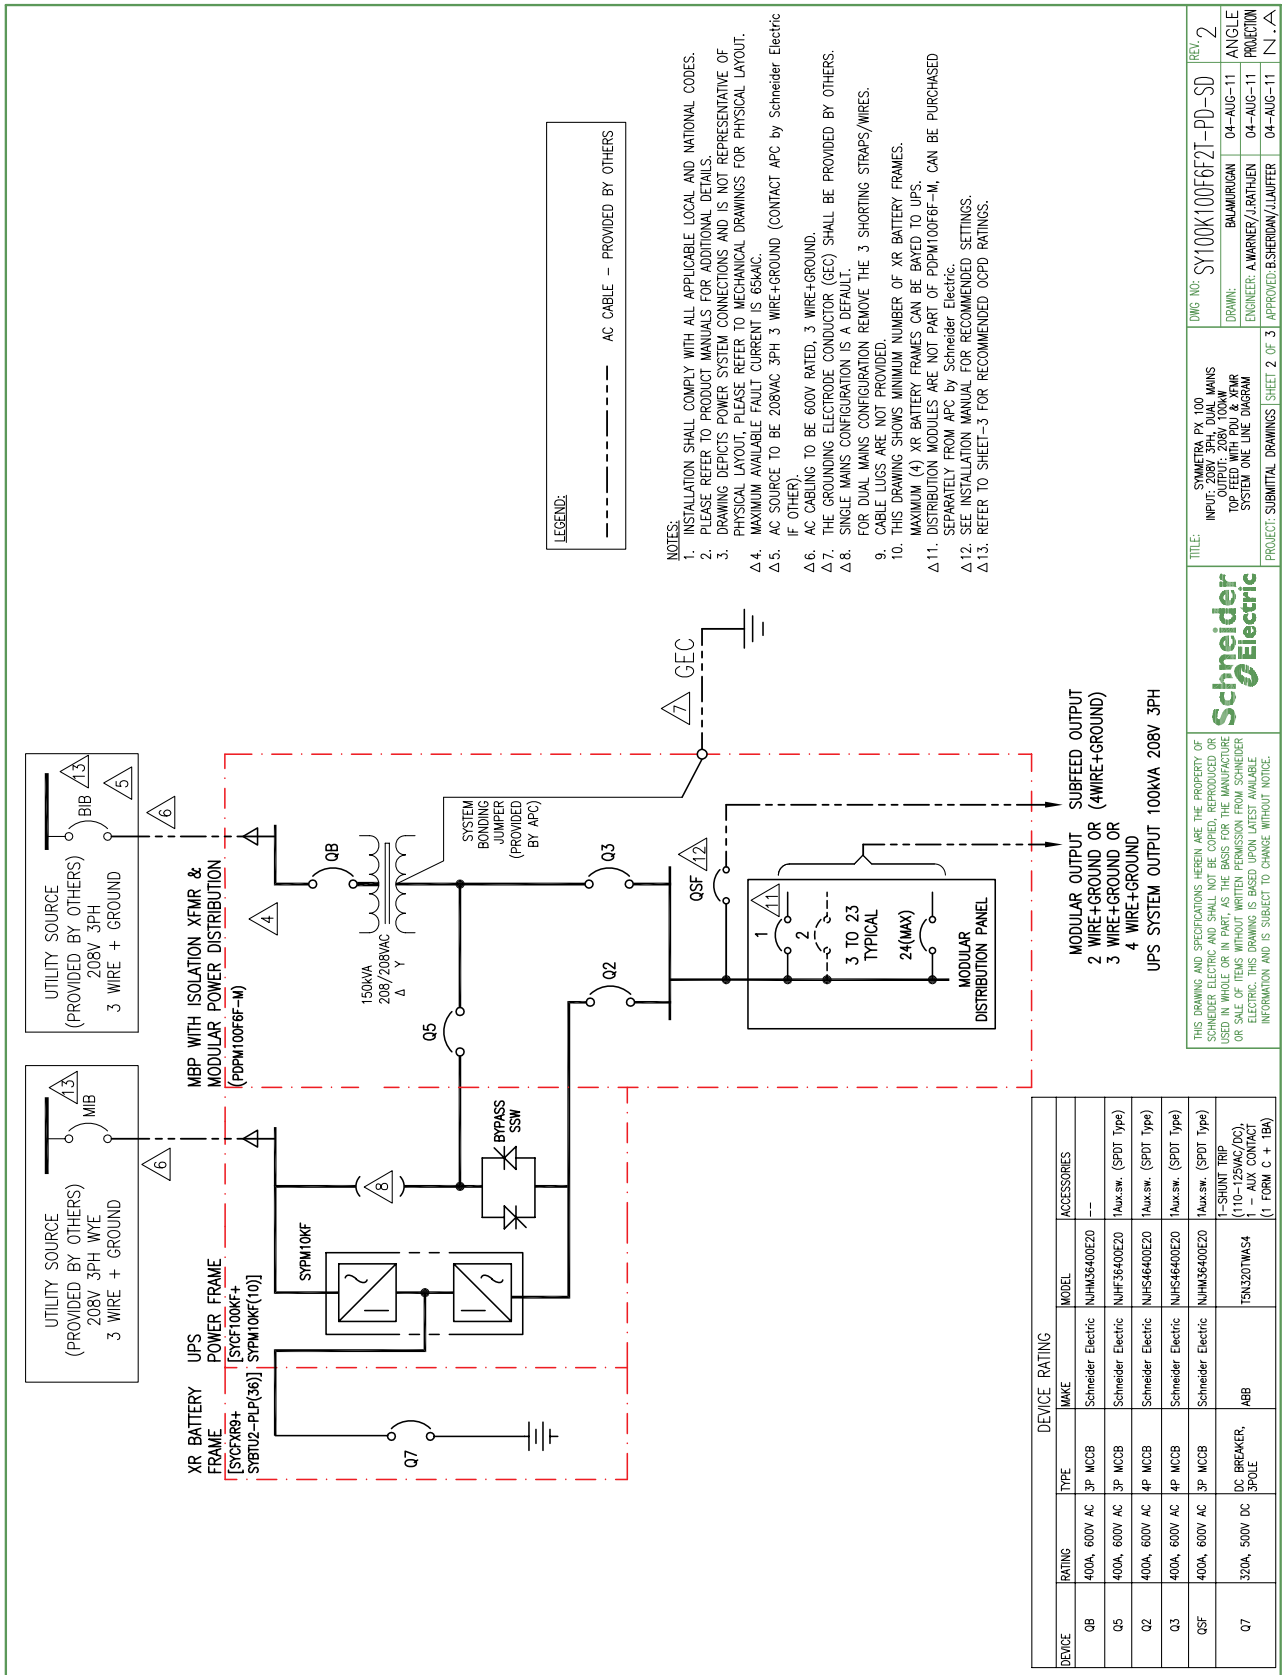 UTILITY SOURCE
(PROVIDED BY OTHERS)
208V 3PH WYE
3 WIRE + GROUND
13
MIB
6
UTILITY SOURCE
(PROVIDED BY OTHERS)
208V 3PH
3 WIRE + GROUND
13
BIB
5
6
XR BATTERY
FRAME
[SYCFXR9+
SYBTU2-PLP(36)]
UPS
POWER FRAME
[SYCF100KF+
SYPM10KF(10)]
MBP WITH ISOLATION XFMR &
MODULAR POWER DISTRIBUTION
(PDPM100F6F-M)
4
QB
150kVA
208/208VAC
Δ Y
SYSTEM
BONDING
JUMPER
(PROVIDED
BY APC)
SYPM10KF
8
Q5
BYPASS
SSW
Q7
Q2
Q3
7
GEC
QSF
12
11
1
2
3 TO 23
TYPICAL
24(MAX)
MODULAR
DISTRIBUTION PANEL
MODULAR OUTPUT
2 WIRE+GROUND OR
3 WIRE+GROUND OR
4 WIRE+GROUND
SUBFEED OUTPUT
(4WIRE+GROUND)
UPS SYSTEM OUTPUT 100kVA 208V 3PH
LEGEND:
AC CABLE - PROVIDED BY OTHERS
NOTES:
1. INSTALLATION SHALL COMPLY WITH ALL APPLICABLE LOCAL AND NATIONAL CODES.
2. PLEASE REFER TO PRODUCT MANUALS FOR ADDITIONAL DETAILS.
3. DRAWING DEPICTS POWER SYSTEM CONNECTIONS AND IS NOT REPRESENTATIVE OF
PHYSICAL LAYOUT, PLEASE REFER TO MECHANICAL DRAWINGS FOR PHYSICAL LAYOUT.
Δ4. MAXIMUM AVAILABLE FAULT CURRENT IS 65kAIC.
Δ5. AC SOURCE TO BE 208VAC 3PH 3 WIRE+GROUND (CONTACT APC by Schneider Electric
IF OTHER).
Δ6. AC CABLING TO BE 600V RATED, 3 WIRE+GROUND.
Δ7. THE GROUNDING ELECTRODE CONDUCTOR (GEC) SHALL BE PROVIDED BY OTHERS.
Δ8. SINGLE MAINS CONFIGURATION IS A DEFAULT.
FOR DUAL MAINS CONFIGURATION REMOVE THE 3 SHORTING STRAPS/WIRES.
9. CABLE LUGS ARE NOT PROVIDED.
10. THIS DRAWING SHOWS MINIMUM NUMBER OF XR BATTERY FRAMES.
MAXIMUM (4) XR BATTERY FRAMES CAN BE BAYED TO UPS.
Δ11. DISTRIBUTION MODULES ARE NOT PART OF PDPM100F6F-M, CAN BE PURCHASED
SEPARATELY FROM APC by Schneider Electric.
Δ12. SEE INSTALLATION MANUAL FOR RECOMMENDED SETTINGS.
Δ13. REFER TO SHEET-3 FOR RECOMMENDED OCPD RATINGS.
DEVICE RATING
DEVICE RATING TYPE MAKE MODEL ACCESSORIES
QB 400A, 600V AC 3P MCCB Schneider Electric NJHM36400E20 --
Q5 400A, 600V AC 3P MCCB Schneider Electric NJHF36400E20 1Aux.sw. (SPDT Type)
Q2 400A, 600V AC 4P MCCB Schneider Electric NJHS46400E20 1Aux.sw. (SPDT Type)
Q3 400A, 600V AC 4P MCCB Schneider Electric NJHS46400E20 1Aux.sw. (SPDT Type)
QSF 400A, 600V AC 3P MCCB Schneider Electric NJHM36400E20 1Aux.sw. (SPDT Type)
Q7 320A, 500V DC DC BREAKER, 3POLE ABB T5N320TWAS4 1-SHUNT TRIP
(110-125VAC/DC),
1 - AUX CONTACT
(1 FORM C + 1BA)
THIS DRAWING AND SPECIFICATIONS HEREIN ARE THE PROPERTY OF
SCHNEIDER ELECTRIC AND SHALL NOT BE COPIED, REPRODUCED OR
USED IN WHOLE OR IN PART, AS THE BASIS FOR THE MANUFACTURE
OR SALE OF ITEMS WITHOUT WRITTEN PERMISSION FROM SCHNEIDER
ELECTRIC. THIS DRAWING IS BASED UPON LATEST AVAILABLE
INFORMATION AND IS SUBJECT TO CHANGE WITHOUT NOTICE.
Schneider
Electric
TITLE:
SYMMETRA PX 100
INPUT: 208V 3PH, DUAL MAINS
OUTPUT: 208V 100kW
TOP FEED WITH PDU & XFMR
SYSTEM ONE LINE DIAGRAM
PROJECT: SUBMITTAL DRAWINGS SHEET 2 OF 3
DWG NO: SY100K100F6F2T-PD-SD
REV. 2
DRAWN: BALAMURUGAN 04-AUG-11
ENGINEER: A.WARNER/J.RATHJEN 04-AUG-11
APPROVED: B.SHERIDAN/J.LAUFFER 04-AUG-11
ANGLE
PROJECTION
N.A